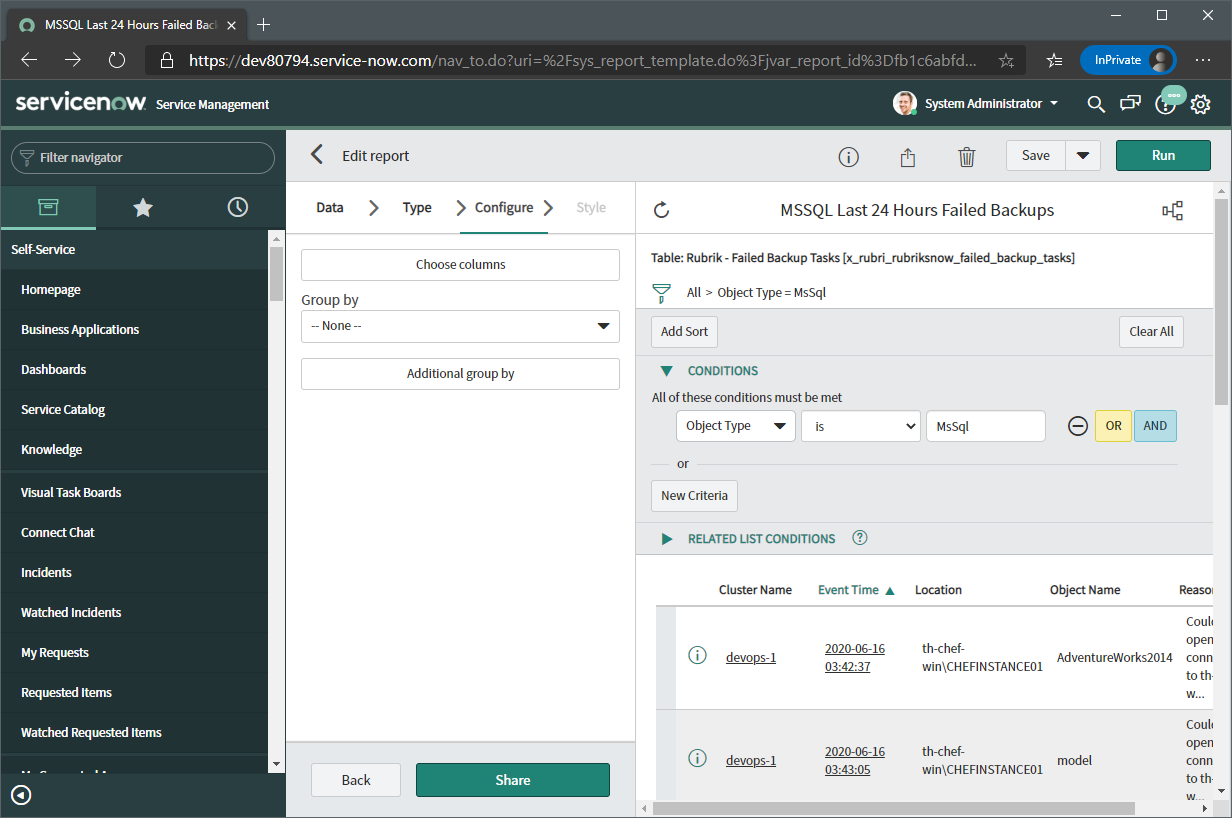 MSSQL Last 24 Hours Failed Bac
https://dev80794.service-now.com/nav_to.do?uri=%2Fsys_report_template.do%3Fjvar_report_id%3Dfb1c6abfd...
InPrivate
servicenow Service Management
System Administrator
Filter navigator
Self-Service
Homepage
Business Applications
Dashboards
Service Catalog
Knowledge
Visual Task Boards
Connect Chat
Incidents
Watched Incidents
My Requests
Requested Items
Watched Requested Items
Edit report
Save
Run
Data
Type
Configure
Style
Choose columns
Group by
-- None --
Additional group by
Back
Share
MSSQL Last 24 Hours Failed Backups
Table: Rubrik - Failed Backup Tasks [x_rubri_rubriksnow_failed_backup_tasks]
All > Object Type = MsSql
Add Sort
Clear All
CONDITIONS
All of these conditions must be met
Object Type
is
MsSql
OR
AND
or
New Criteria
RELATED LIST CONDITIONS
Cluster Name
Event Time
Location
Object Name
Reaso
devops-1
2020-06-16
03:42:37
th-chef-
win\CHEFINSTANCE01
AdventureWorks2014
Coul
open
conn
to th-
w...
devops-1
2020-06-16
03:43:05
th-chef-
win\CHEFINSTANCE01
model
Coul
open
conn
to th-
w...